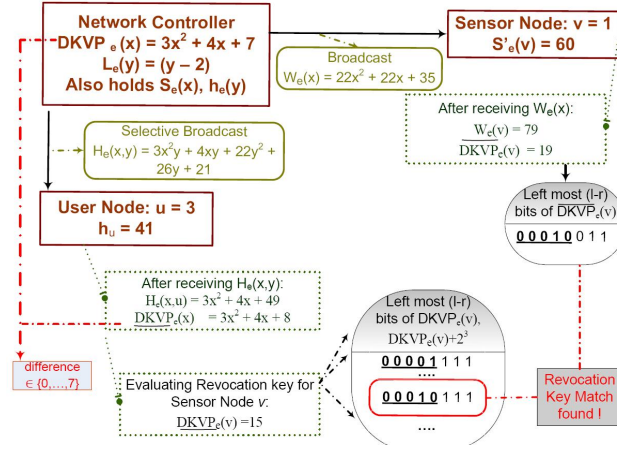 Network Controller
DKVP e (x) = 3x² + 4x + 7
Lₑ(y) = (y – 2)
Also holds Sₑ(x), hₑ(y)
Broadcast
Wₑ(x) = 22x² + 22x + 35
Sensor Node: v = 1
S'ₑ(v) = 60
After receiving Wₑ(x):
Wₑ(v) = 79
DKVPₑ(v) = 19
Selective Broadcast
Hₑ(x,y) = 3x²y + 4xy + 22y² +
26y + 21
Left most (l-r)
bits of DKVPₑ(v)
0 0 0 1 0 0 1 1
User Node: u = 3
hᵤ = 41
After receiving Hₑ(x,y):
Hₑ(x,u) = 3x² + 4x + 49
DKVPₑ(x) = 3x² + 4x + 8
Left most (l-r)
bits of DKVPₑ(v),
DKVPₑ(v)+2³
0 0 0 0 1 1 1 1
....
0 0 0 1 0 1 1 1
....
difference
∈ {0,...,7}
Evaluating Revocation key for
Sensor Node v:
DKVPₑ(v) =15
Revocation
Key Match
found !